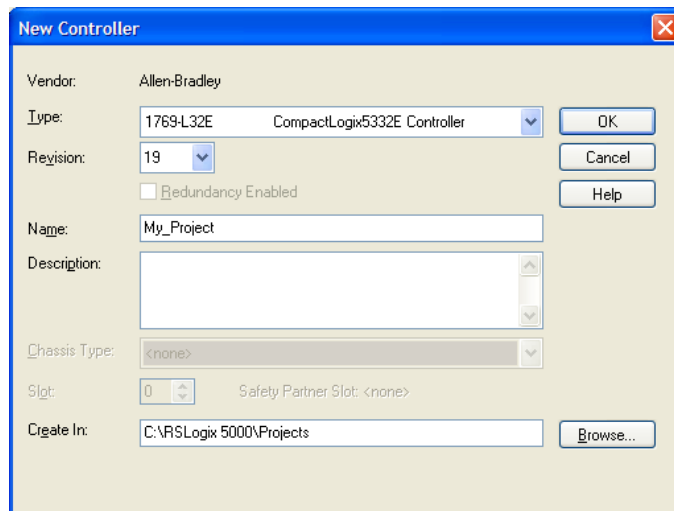 New Controller
Vendor: Allen-Bradley
Type: 1769-L32E CompactLogix5332E Controller OK
Revision: 19 Cancel
Redundancy Enabled Help
Name: My_Project
Description:
Chassis Type: <none>
Slot: 0 Safety Partner Slot: <none>
Create In: C:\RSLogix 5000\Projects Browse...